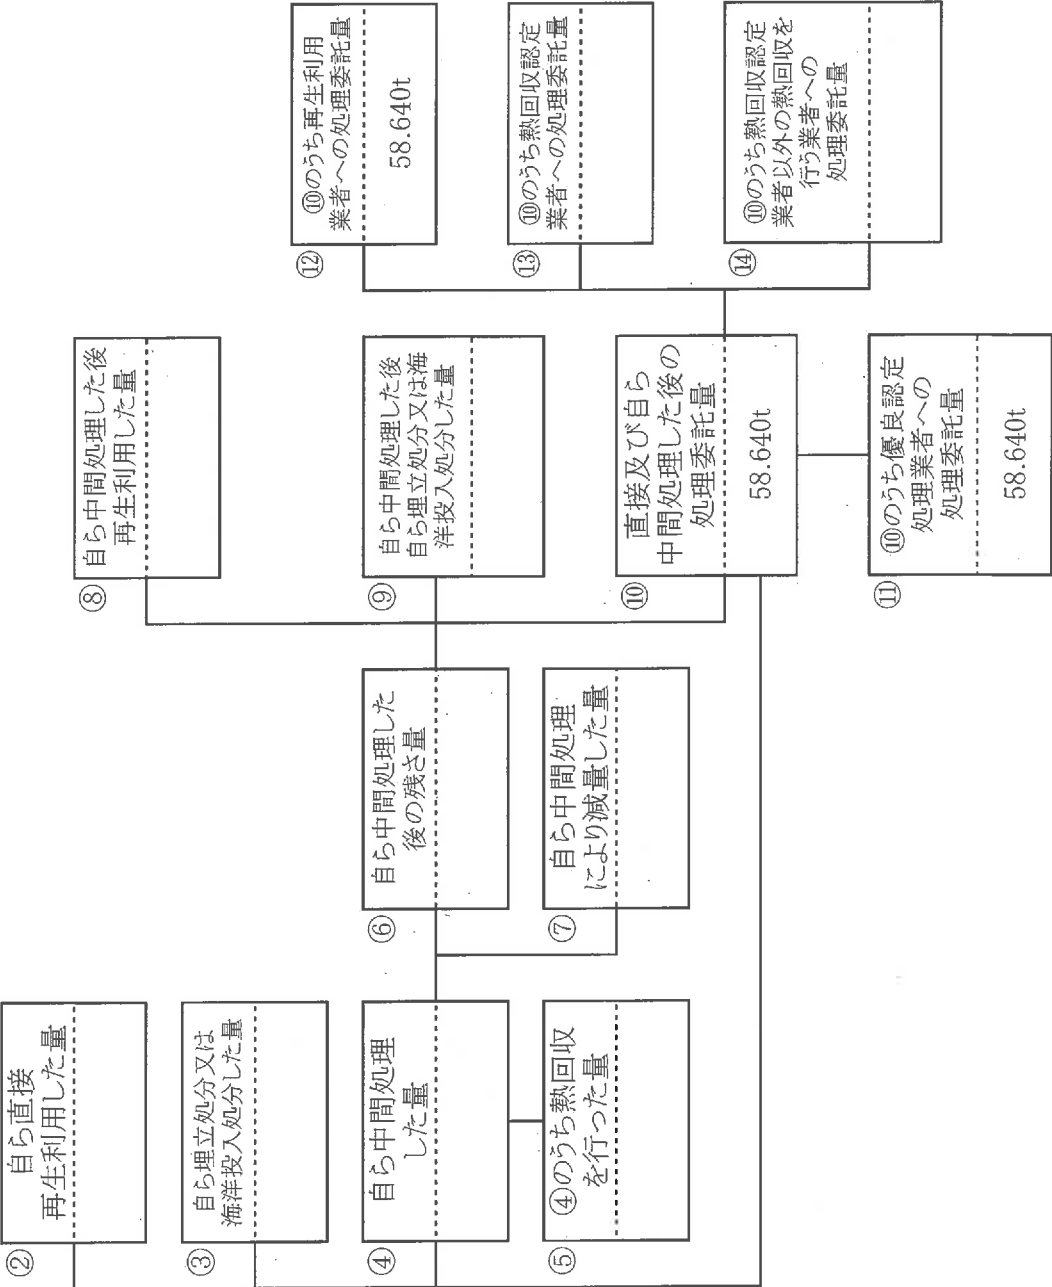 ②
自ら直接
再生利用した量
③
自ら埋立処分又は
海洋投入処分した量
④
自ら中間処理
した量
⑤
④のうち熱回収
を行った量
⑥
自ら中間処理した
後の残さ量
⑦
自ら中間処理
により減量した量
⑧
自ら中間処理した後
再生利用した量
⑨
自ら中間処理した後
自ら埋立処分又は海
洋投入処分した量
⑩
直接及び自ら
中間処理した後の
処理委託量
58.640t
⑪
⑩のうち優良認定
処理業者への
処理委託量
58.640t
⑫
⑩のうち再生利用
業者への処理委託量
58.640t
⑬
⑩のうち熱回収認定
業者への処理委託量
⑭
⑩のうち熱回収認定
業者以外の熱回収を
行う業者への
処理委託量